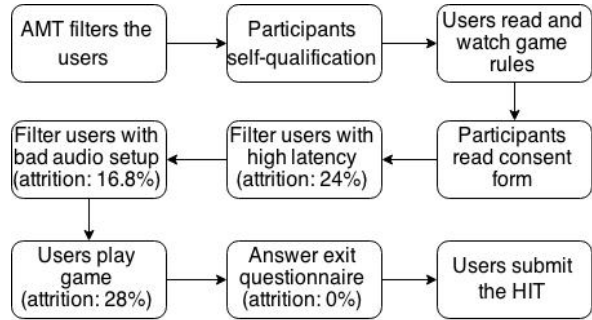 AMT filters the
users
Participants
self-qualification
Users read and
watch game
rules
Participants
read consent
form
Filter users with
high latency
(attrition: 24%)
Filter users with
bad audio setup
(attrition: 16.8%)
Users play
game
(attrition: 28%)
Answer exit
questionnaire
(attrition: 0%)
Users submit
the HIT